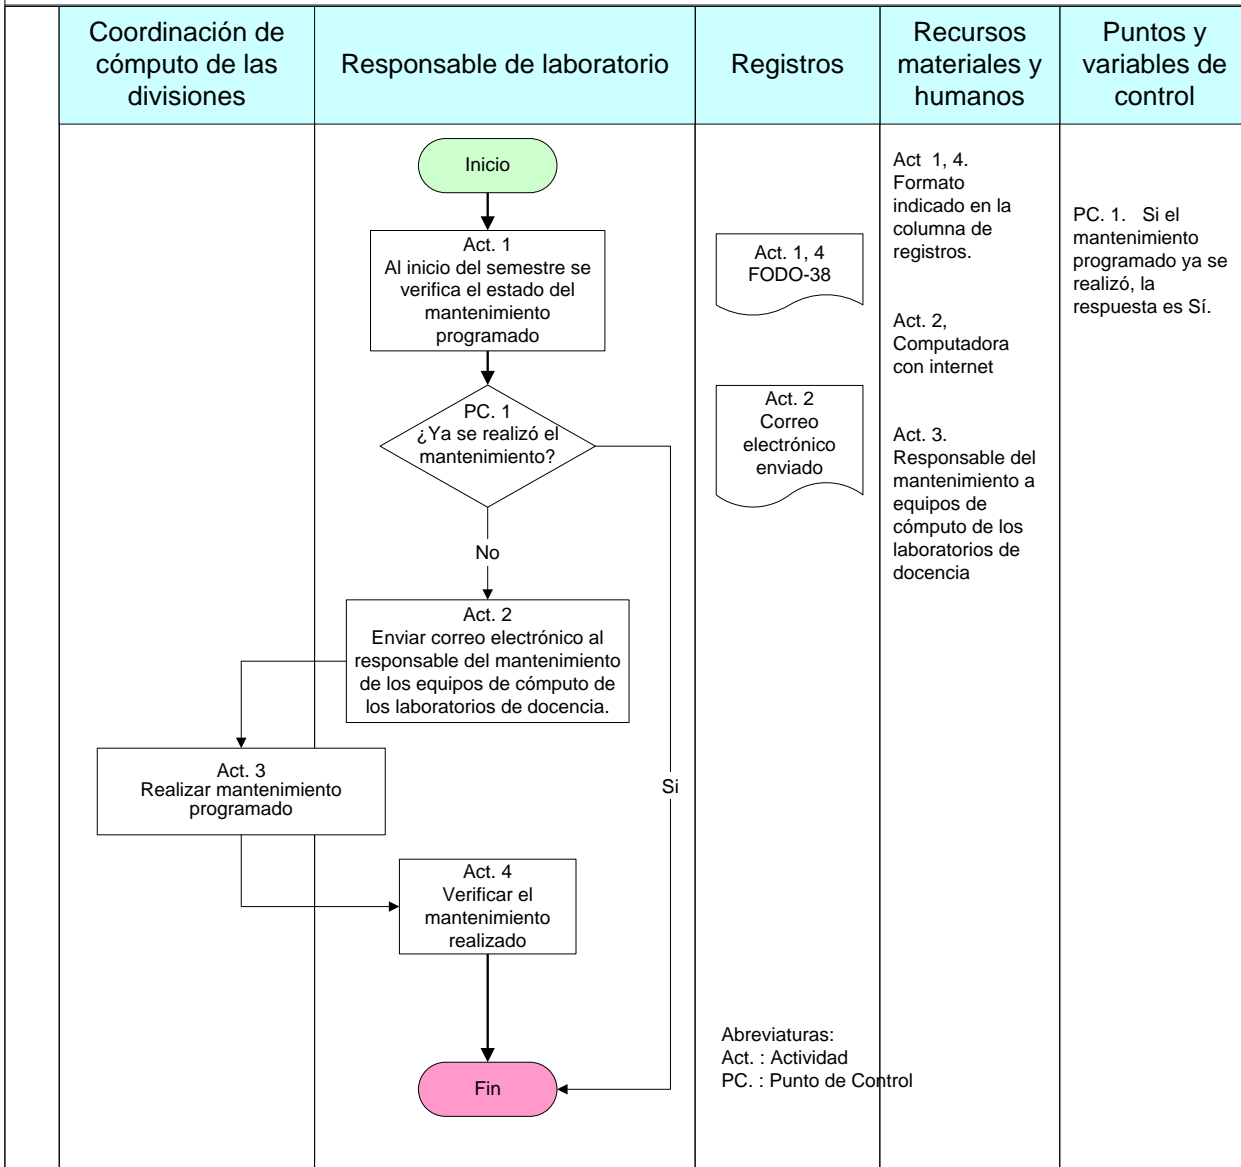 Coordinación de
cómputo de las
divisiones
Responsable de laboratorio
Registros
Recursos
materiales y
humanos
Puntos y
variables de
control
Inicio
Act. 1
Al inicio del semestre se
verifica el estado del
mantenimiento
programado
PC. 1
¿Ya se realizó el
mantenimiento?
No
Si
Act. 2
Enviar correo electrónico al
responsable del mantenimiento
de los equipos de cómputo de
los laboratorios de docencia.
Act. 3
Realizar mantenimiento
programado
Act. 4
Verificar el
mantenimiento
realizado
Fin
Act. 1, 4
FODO-38
Act. 2
Correo
electrónico
enviado
Abreviaturas:
Act. : Actividad
PC. : Punto de Control
Act 1, 4.
Formato
indicado en la
columna de
registros.
Act. 2,
Computadora
con internet
Act. 3.
Responsable del
mantenimiento a
equipos de
cómputo de los
laboratorios de
docencia
PC. 1. Si el
mantenimiento
programado ya se
realizó, la
respuesta es Sí.